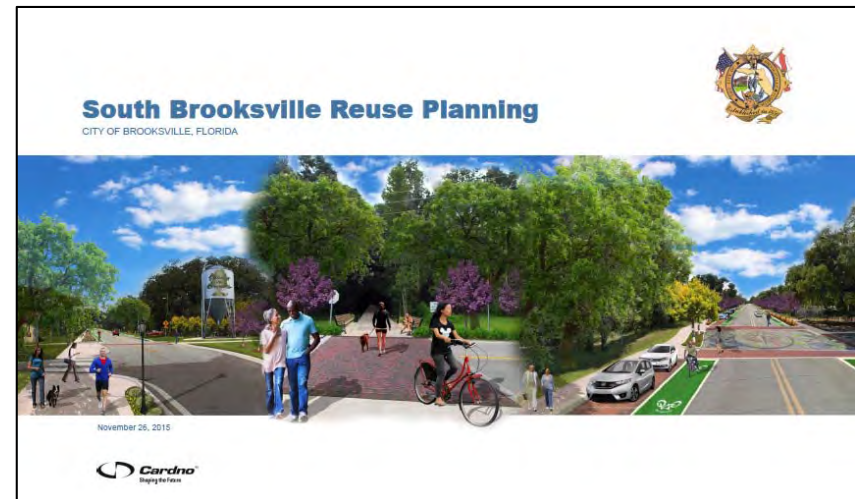 South Brooksville Reuse Planning
CITY OF BROOKSVILLE, FLORIDA
November 26, 2015
Cardno
Shaping the Future